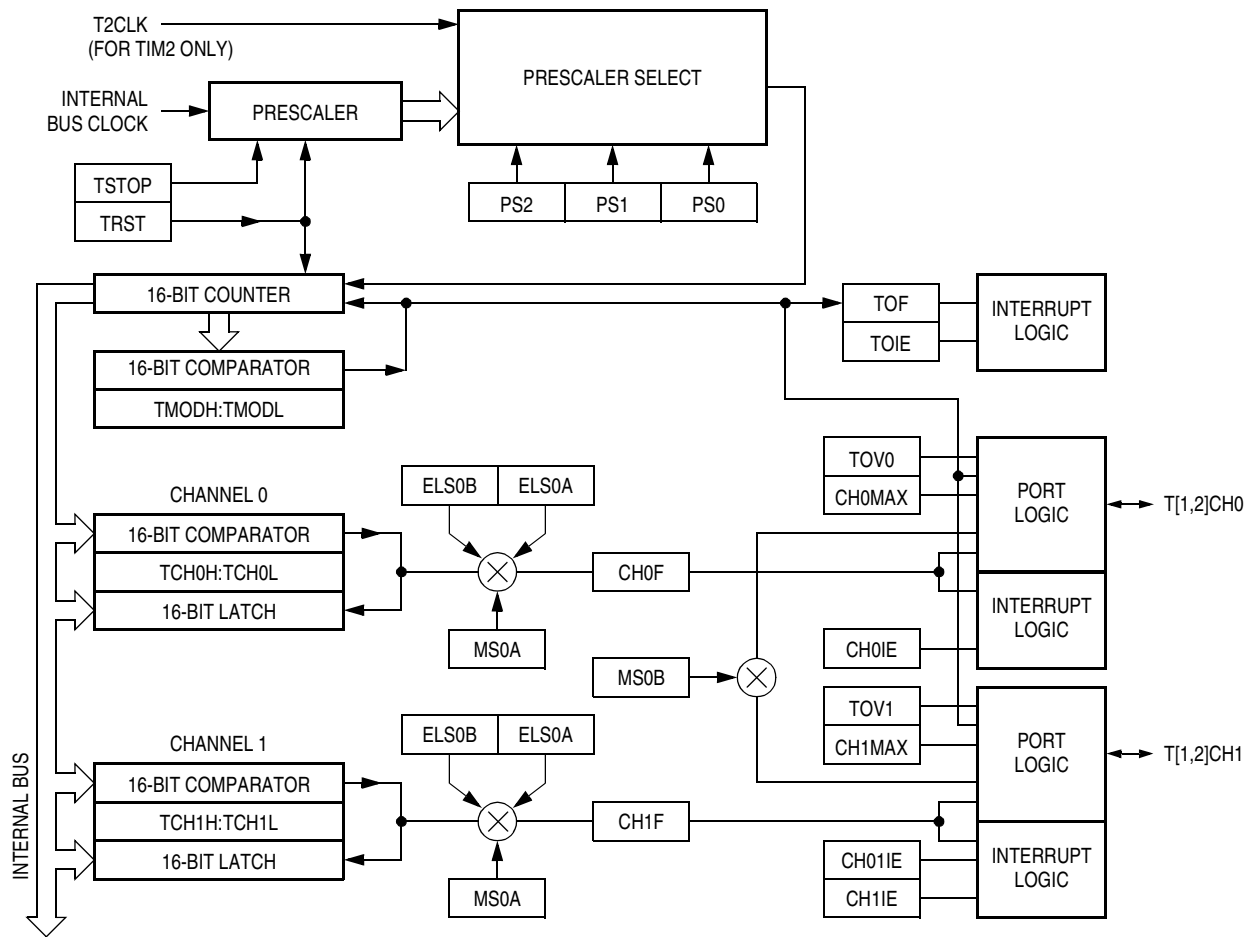 T2CLK
(FOR TIM2 ONLY)
PRESCALER SELECT
INTERNAL
BUS CLOCK
PRESCALER
TSTOP
TRST
PS2
PS1
PS0
16-BIT COUNTER
TOF
TOIE
INTERRUPT
LOGIC
16-BIT COMPARATOR
TMODH:TMODL
CHANNEL 0
ELS0B
ELS0A
TOV0
CH0MAX
PORT
LOGIC
T[1,2]CH0
16-BIT COMPARATOR
TCH0H:TCH0L
16-BIT LATCH
CH0F
MS0A
INTERRUPT
LOGIC
CH0IE
MS0B
CHANNEL 1
ELS0B
ELS0A
TOV1
CH1MAX
PORT
LOGIC
T[1,2]CH1
16-BIT COMPARATOR
TCH1H:TCH1L
16-BIT LATCH
CH1F
MS0A
CH01IE
CH1IE
INTERRUPT
LOGIC
INTERNAL BUS